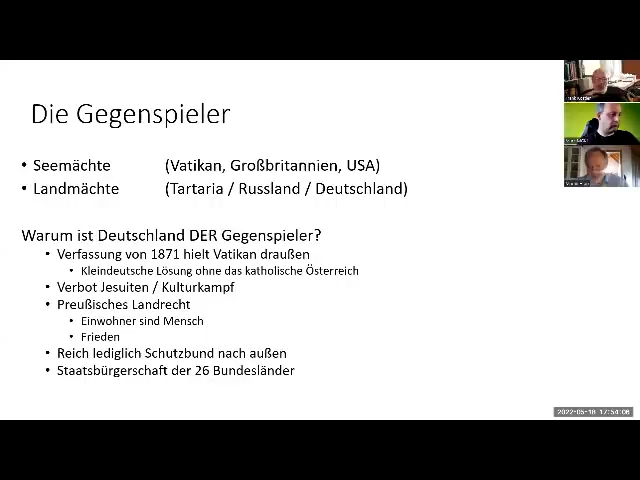 Die Gegenspieler
• Seemächte (Vatikan, Großbritannien, USA)
• Landmächte (Tartaria / Russland / Deutschland)
Warum ist Deutschland DER Gegenspieler?
• Verfassung von 1871 hielt Vatikan draußen
• Kleindeutsche Lösung ohne das katholische Österreich
• Verbot Jesuiten / Kulturkampf
• Preußisches Landrecht
• Einwohner sind Mensch
• Frieden
• Reich lediglich Schutzbund nach außen
• Staatsbürgerschaft der 26 Bundesländer
2022-05-18 17:54:06